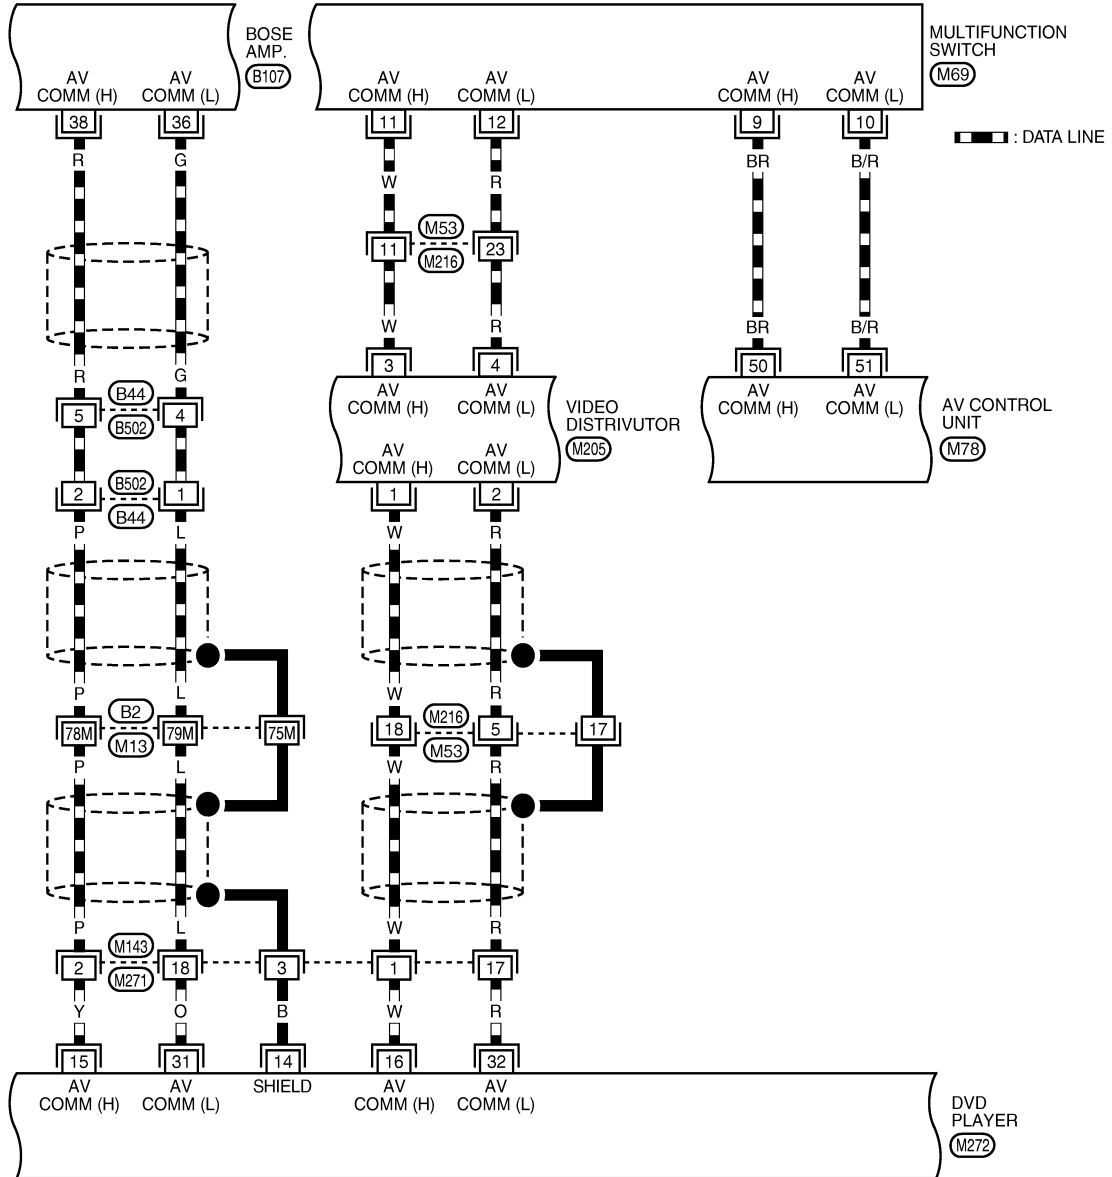 BOSE
AMP.
B107
MULTIFUNCTION
SWITCH
M69
AV
COMM (H)
AV
COMM (L)
AV
COMM (H)
AV
COMM (L)
AV
COMM (H)
AV
COMM (L)
38
36
11
12
9
10
: DATA LINE
R
G
W
R
BR
B/R
M53
11
23
M216
W
R
BR
B/R
3
4
50
51
R
G
B44
5
4
B502
AV
COMM (H)
AV
COMM (L)
VIDEO
DISTRIVUTOR
M205
AV
COMM (H)
AV
COMM (L)
AV CONTROL
UNIT
M78
AV
COMM (H)
AV
COMM (L)
B502
2
1
B44
1
2
P
L
W
R
P
L
W
R
B2
78M
79M
75M
M13
M216
18
5
17
M53
P
L
W
R
P
L
W
R
M143
2
18
3
1
17
M271
Y
O
B
W
R
15
31
14
16
32
AV
COMM (H)
AV
COMM (L)
SHIELD
AV
COMM (H)
AV
COMM (L)
DVD
PLAYER
M272